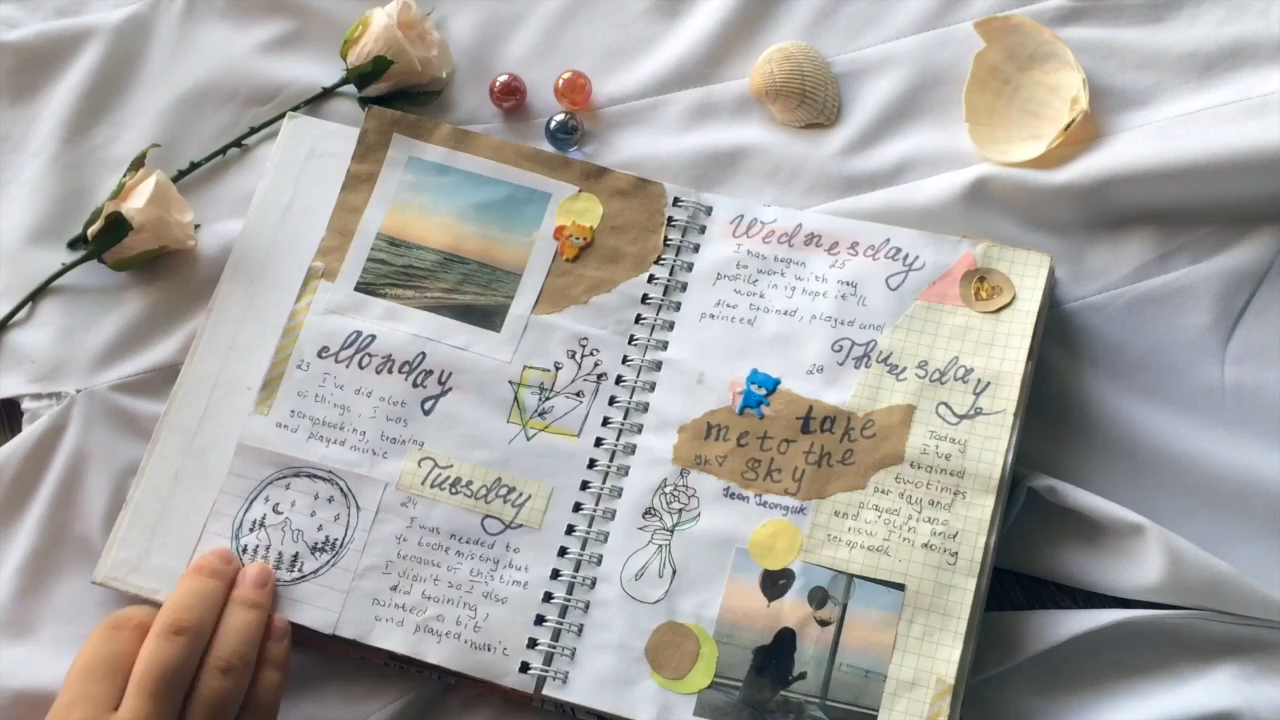 Monday
23
I've did alot
of things, I was
scrapbooking, training
and played music
Tuesday
24
I was needed to
go toche mistry, but
because of this time
I didn't so I also
did training,
painted a bit
and played music
Wednesday
I has begun 25
to work with my
profile in ig hope it'll
work.
Also trained, played and
painted
Thursday
Today
I've
trained
two times
per day and
played piano
and violin and
now I'm doing
scrapbook.
take
me to the
sky
JK♡
Jeon Jeongguk